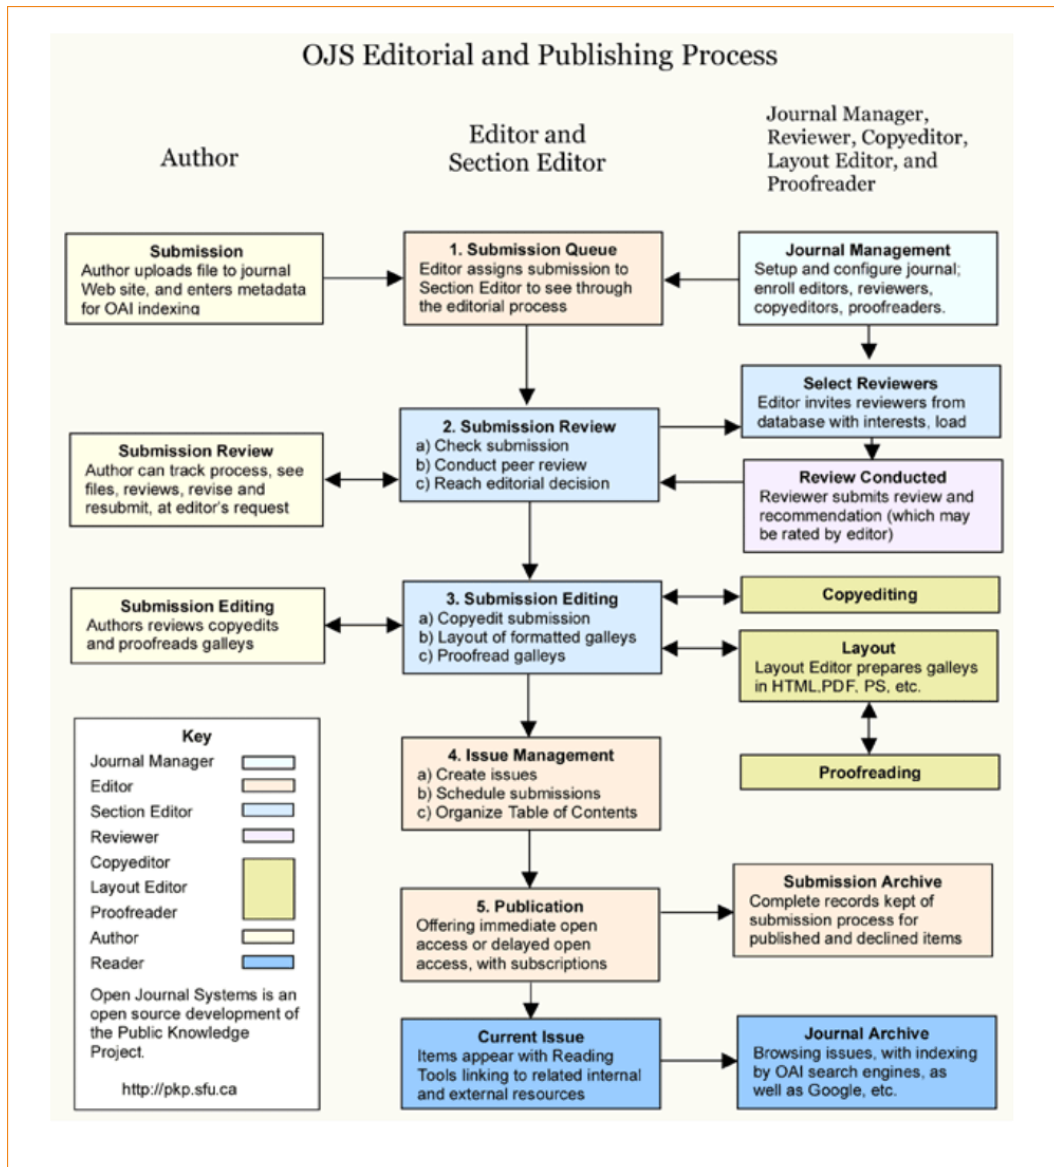 OJS Editorial and Publishing Process
Author
Editor and
Section Editor
Journal Manager,
Reviewer, Copyeditor,
Layout Editor, and
Proofreader
Submission
Author uploads file to journal
Web site, and enters metadata
for OAI indexing
1. Submission Queue
Editor assigns submission to
Section Editor to see through
the editorial process
Journal Management
Setup and configure journal;
enroll editors, reviewers,
copyeditors, proofreaders.
Select Reviewers
Editor invites reviewers from
database with interests, load
Submission Review
Author can track process, see
files, reviews, revise and
resubmit, at editor's request
2. Submission Review
a) Check submission
b) Conduct peer review
c) Reach editorial decision
Review Conducted
Reviewer submits review and
recommendation (which may
be rated by editor)
Submission Editing
Authors reviews copyedits
and proofreads galleys
3. Submission Editing
a) Copyedit submission
b) Layout of formatted galleys
c) Proofread galleys
Copyediting
Layout
Layout Editor prepares galleys
in HTML,PDF, PS, etc.
Proofreading
Key
Journal Manager
Editor
Section Editor
Reviewer
Copyeditor
Layout Editor
Proofreader
Author
Reader
Open Journal Systems is an
open source development of
the Public Knowledge
Project.
http://pkp.sfu.ca
4. Issue Management
a) Create issues
b) Schedule submissions
c) Organize Table of Contents
5. Publication
Offering immediate open
access or delayed open
access, with subscriptions
Submission Archive
Complete records kept of
submission process for
published and declined items
Current Issue
Items appear with Reading
Tools linking to related internal
and external resources
Journal Archive
Browsing issues, with indexing
by OAI search engines, as
well as Google, etc.